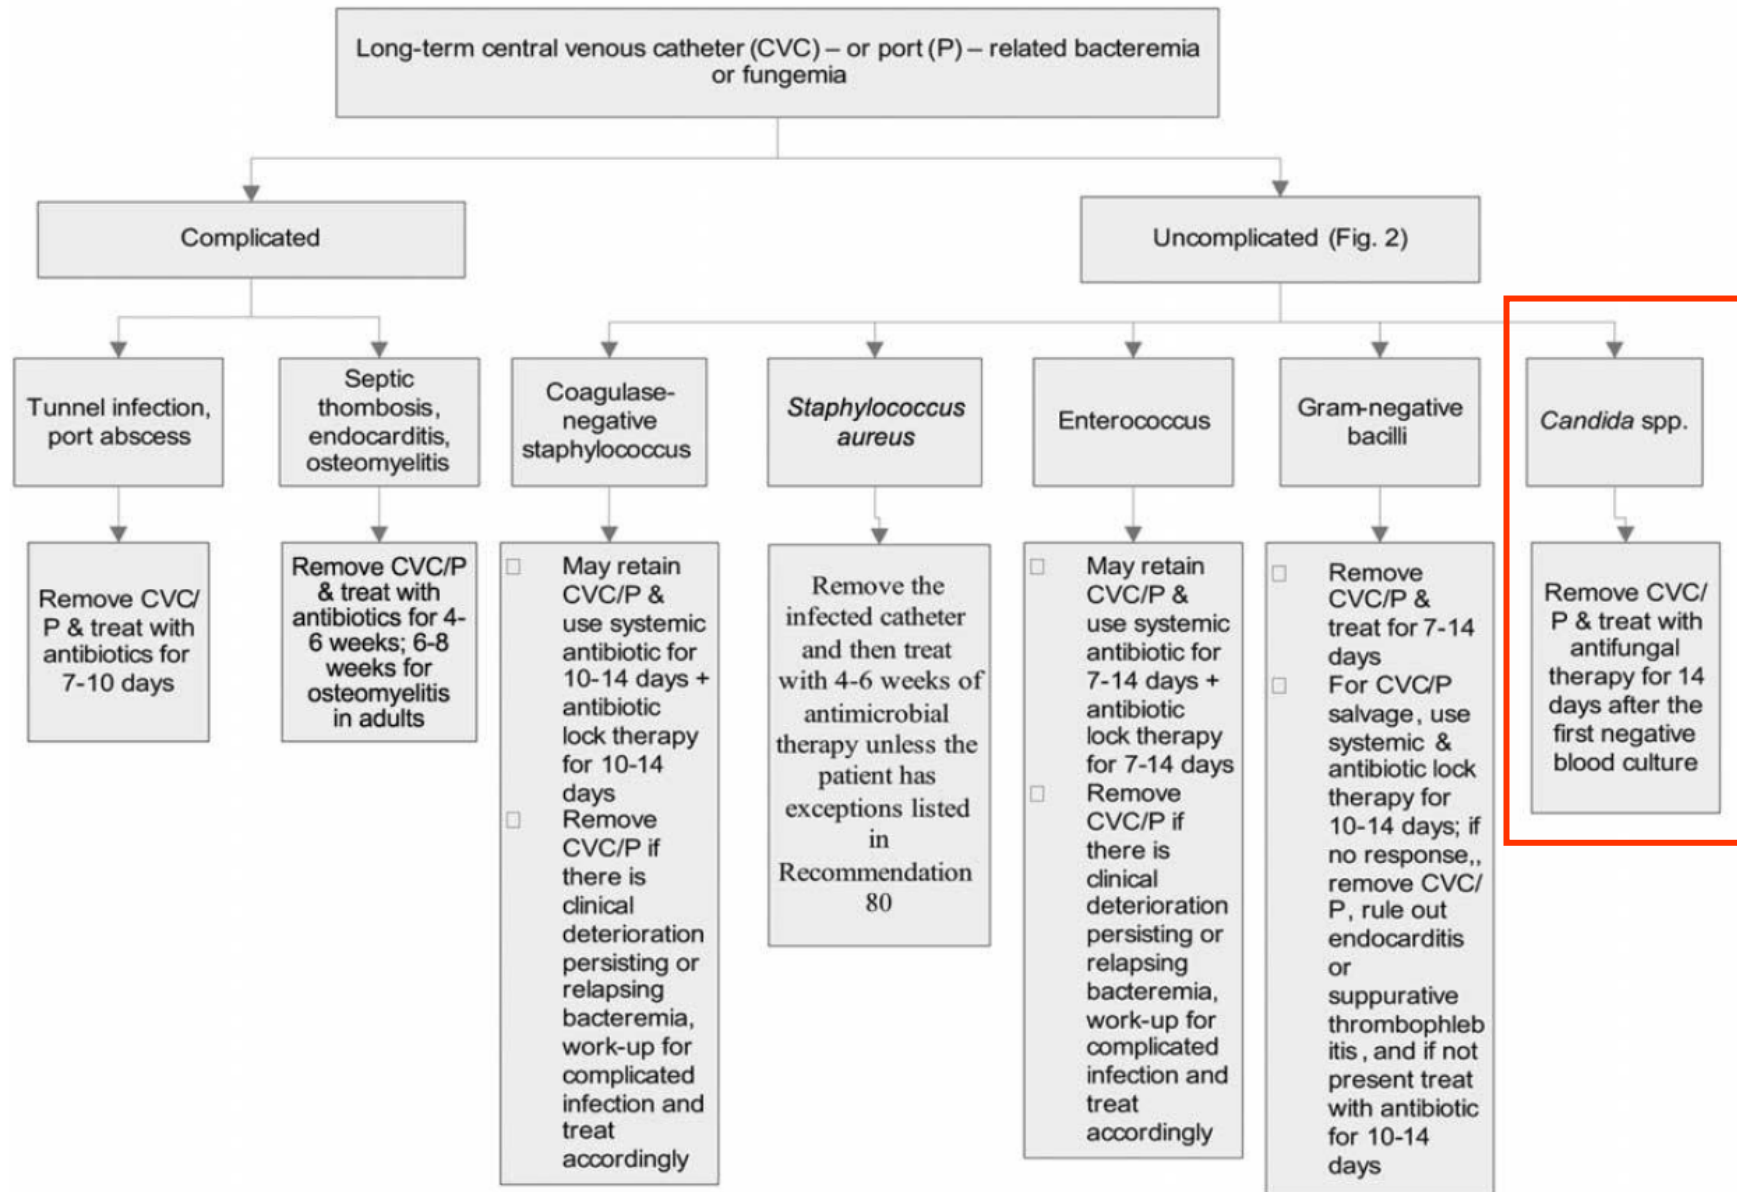 Long-term central venous catheter (CVC) – or port (P) – related bacteremia
or fungemia
Complicated
Uncomplicated (Fig. 2)
Tunnel infection,
port abscess
Septic
thombosis,
endocarditis,
osteomyelitis
Coagulase-
negative
staphylococcus
Staphylococcus
aureus
Enterococcus
Gram-negative
bacilli
Candida spp.
Remove CVC/
P & treat with
antibiotics for
7-10 days
Remove CVC/P
& treat with
antibiotics for 4-
6 weeks; 6-8
weeks for
osteomyelitis
in adults
May retain
CVC/P &
use systemic
antibiotic for
10-14 days +
antibiotic
lock therapy
for 10-14
days
Remove
CVC/P if
there is
clinical
deterioration
persisting or
relapsing
bacteremia,
work-up for
complicated
infection and
treat
accordingly
Remove the
infected catheter
and then treat
with 4-6 weeks of
antimicrobial
therapy unless the
patient has
exceptions listed
in
Recommendation
80
May retain
CVC/P &
use systemic
antibiotic for
7-14 days +
antibiotic
lock therapy
for 7-14 days
Remove
CVC/P if
there is
clinical
deterioration
persisting or
relapsing
bacteremia,
work-up for
complicated
infection and
treat
accordingly
Remove
CVC/P &
treat for 7-14
days
For CVC/P
salvage, use
systemic &
antibiotic lock
therapy for
10-14 days; if
no response,,
remove CVC/
P, rule out
endocarditis
or
suppurative
thrombophleb
itis , and if not
present treat
with antibiotic
for 10-14
days
Remove CVC/
P & treat with
antifungal
therapy for 14
days after the
first negative
blood culture